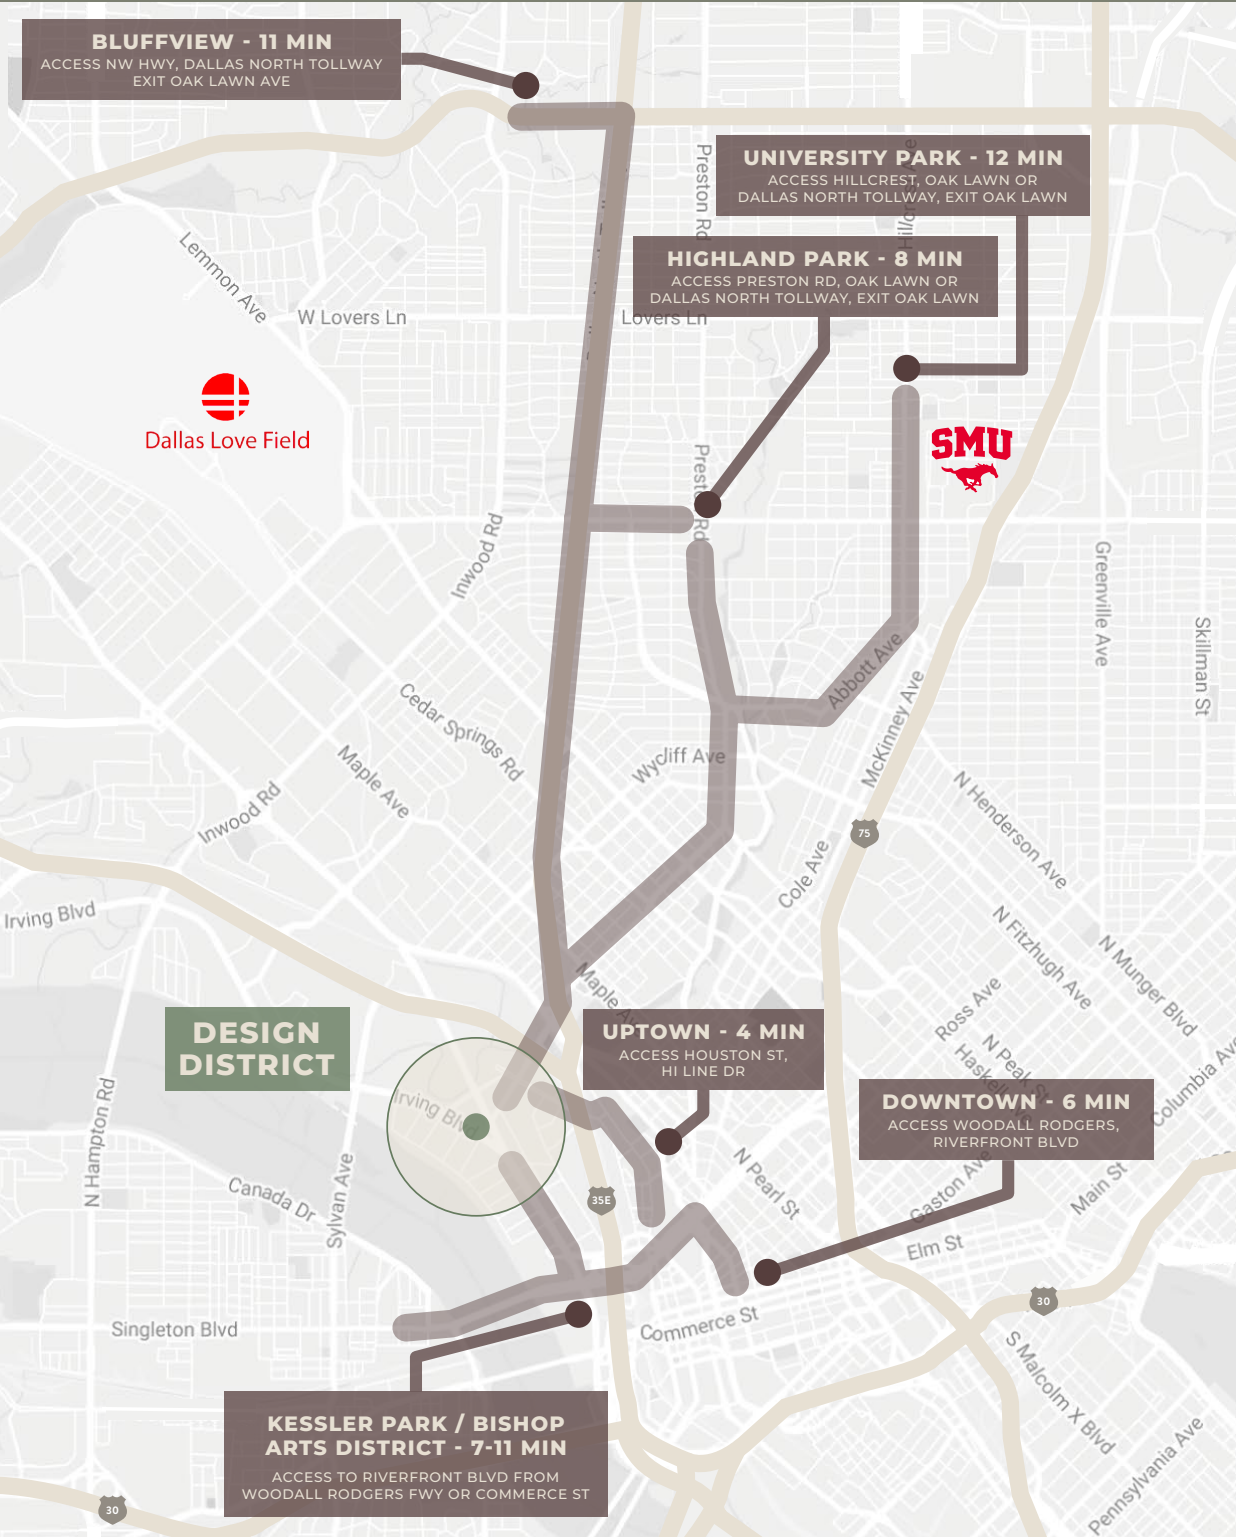 BLUFFVIEW - 11 MIN
ACCESS NW HWY, DALLAS NORTH TOLLWAY
EXIT OAK LAWN AVE
Preston Rd
UNIVERSITY PARK - 12 MIN
ACCESS HILLCREST, OAK LAWN OR
DALLAS NORTH TOLLWAY, EXIT OAK LAWN
HIGHLAND PARK - 8 MIN
ACCESS PRESTON RD, OAK LAWN OR
DALLAS NORTH TOLLWAY, EXIT OAK LAWN
Lemmon Ave
W Lovers Ln
Lovers Ln
Dallas Love Field
SMU
Preston Rd
Inwood Rd
Greenville Ave
Skillman St
Abbott Ave
McKinney Ave
Cedar Springs Rd
Maple Ave
Wycliff Ave
Inwood Rd
N Henderson Ave
75
Cole Ave
Irving Blvd
N Fitzhugh Ave
N Munger Blvd
Maple
Ross Ave
N Peak St
Haskell Ave
Columbia Ave
DESIGN
DISTRICT
UPTOWN - 4 MIN
ACCESS HOUSTON ST,
HI LINE DR
DOWNTOWN - 6 MIN
ACCESS WOODALL RODGERS,
RIVERFRONT BLVD
Irving Blvd
N Hampton Rd
Canada Dr
Sylvan Ave
35E
N Pearl St
Gaston Ave
Main St
Elm St
30
Commerce St
Singleton Blvd
S Malcolm X Blvd
Pennsylvania Ave
KESSLER PARK / BISHOP
ARTS DISTRICT - 7-11 MIN
ACCESS TO RIVERFRONT BLVD FROM
WOODALL RODGERS FWY OR COMMERCE ST
30